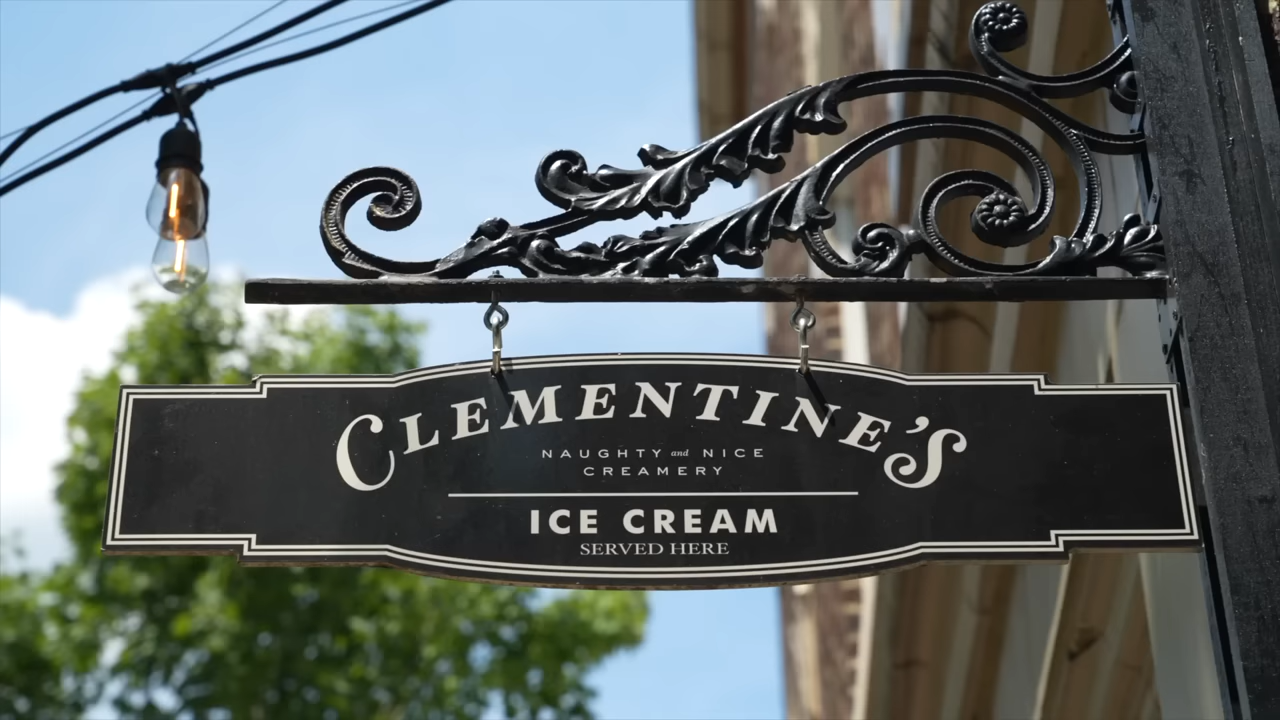 CLEMENTINE'S
NAUGHTY and NICE
CREAMERY
ICE CREAM
SERVED HERE